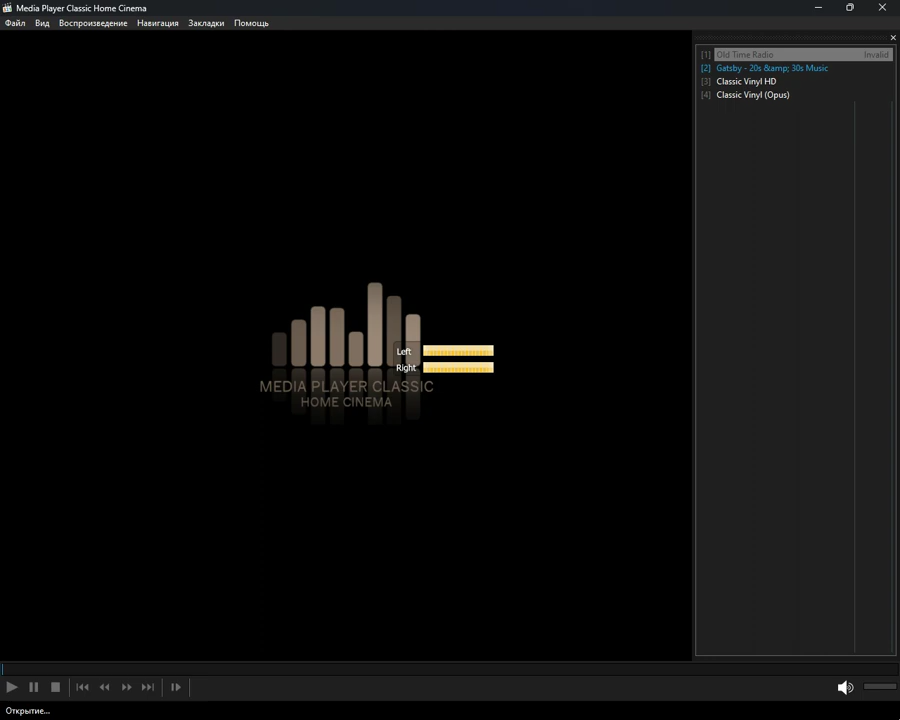 Media Player Classic Home Cinema
Файл Вид Воспроизведение Навигация Закладки Помощь
[1] Old Time Radio Invalid
[2] Gatsby - 20s &amp; 30s Music
[3] Classic Vinyl HD
[4] Classic Vinyl (Opus)
Left
Right
MEDIA PLAYER CLASSIC
HOME CINEMA
Открытие...